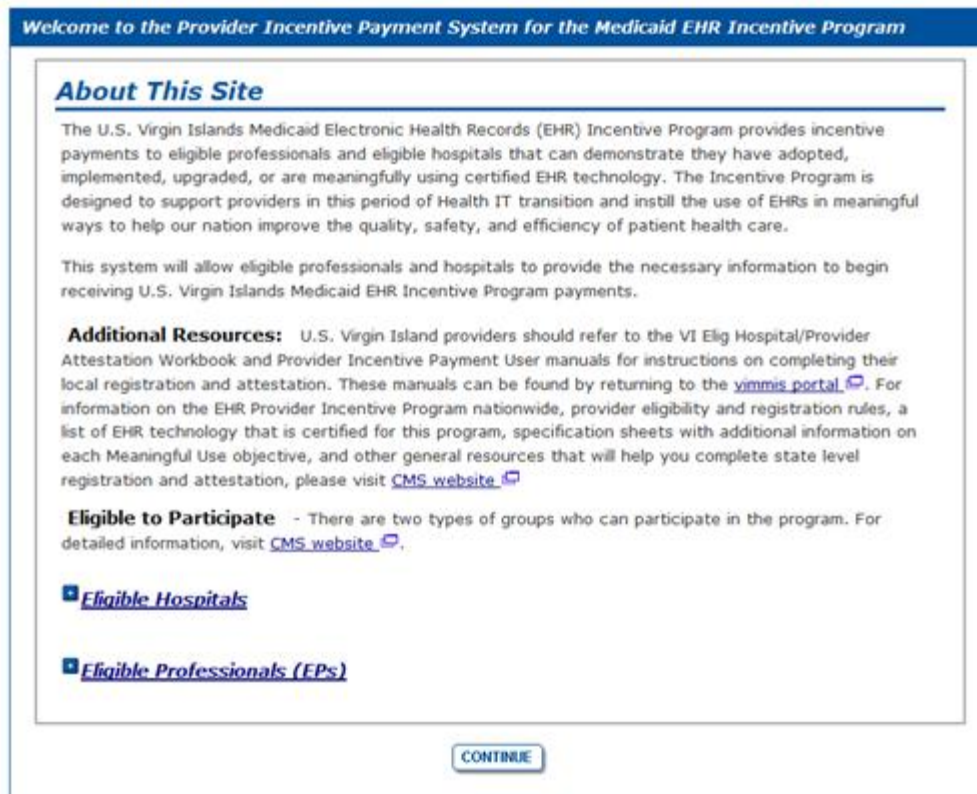 Welcome to the Provider Incentive Payment System for the Medicaid EHR Incentive Program
About This Site
The U.S. Virgin Islands Medicaid Electronic Health Records (EHR) Incentive Program provides incentive
payments to eligible professionals and eligible hospitals that can demonstrate they have adopted,
implemented, upgraded, or are meaningfully using certified EHR technology. The Incentive Program is
designed to support providers in this period of Health IT transition and instill the use of EHRs in meaningful
ways to help our nation improve the quality, safety, and efficiency of patient health care.
This system will allow eligible professionals and hospitals to provide the necessary information to begin
receiving U.S. Virgin Islands Medicaid EHR Incentive Program payments.
Additional Resources: U.S. Virgin Island providers should refer to the VI Elig Hospital/Provider
Attestation Workbook and Provider Incentive Payment User manuals for instructions on completing their
local registration and attestation. These manuals can be found by returning to the vimmis portal. For
information on the EHR Provider Incentive Program nationwide, provider eligibility and registration rules, a
list of EHR technology that is certified for this program, specification sheets with additional information on
each Meaningful Use objective, and other general resources that will help you complete state level
registration and attestation, please visit CMS website
Eligible to Participate - There are two types of groups who can participate in the program. For
detailed information, visit CMS website.
Eligible Hospitals
Eligible Professionals (EPs)
CONTINUE